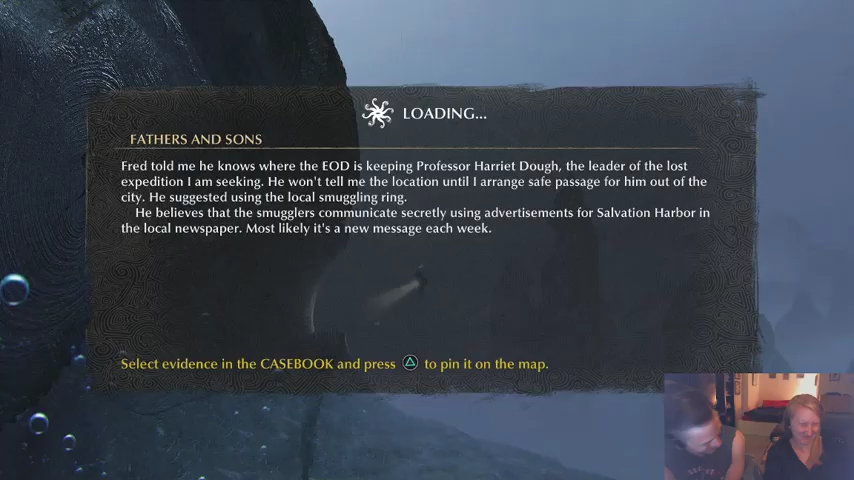 LOADING...
FATHERS AND SONS
Fred told me he knows where the EOD is keeping Professor Harriet Dough, the leader of the lost
expedition I am seeking. He won't tell me the location until I arrange safe passage for him out of the
city. He suggested using the local smuggling ring.
He believes that the smugglers communicate secretly using advertisements for Salvation Harbor in
the local newspaper. Most likely it's a new message each week.
Select evidence in the CASEBOOK and press to pin it on the map.